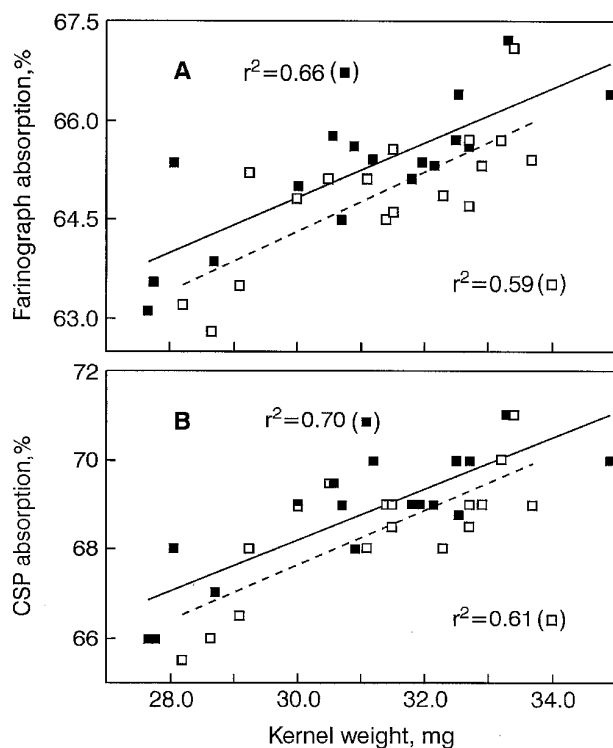 67.5
A
r²=0.66 (■)
66.0
64.5
r²=0.59 (□)
63.0
Farinograph absorption,%
72
B
r²=0.70 (■)
70
68
r²=0.61 (□)
66
CSP absorption,%
28.0 30.0 32.0 34.0
Kernel weight, mg